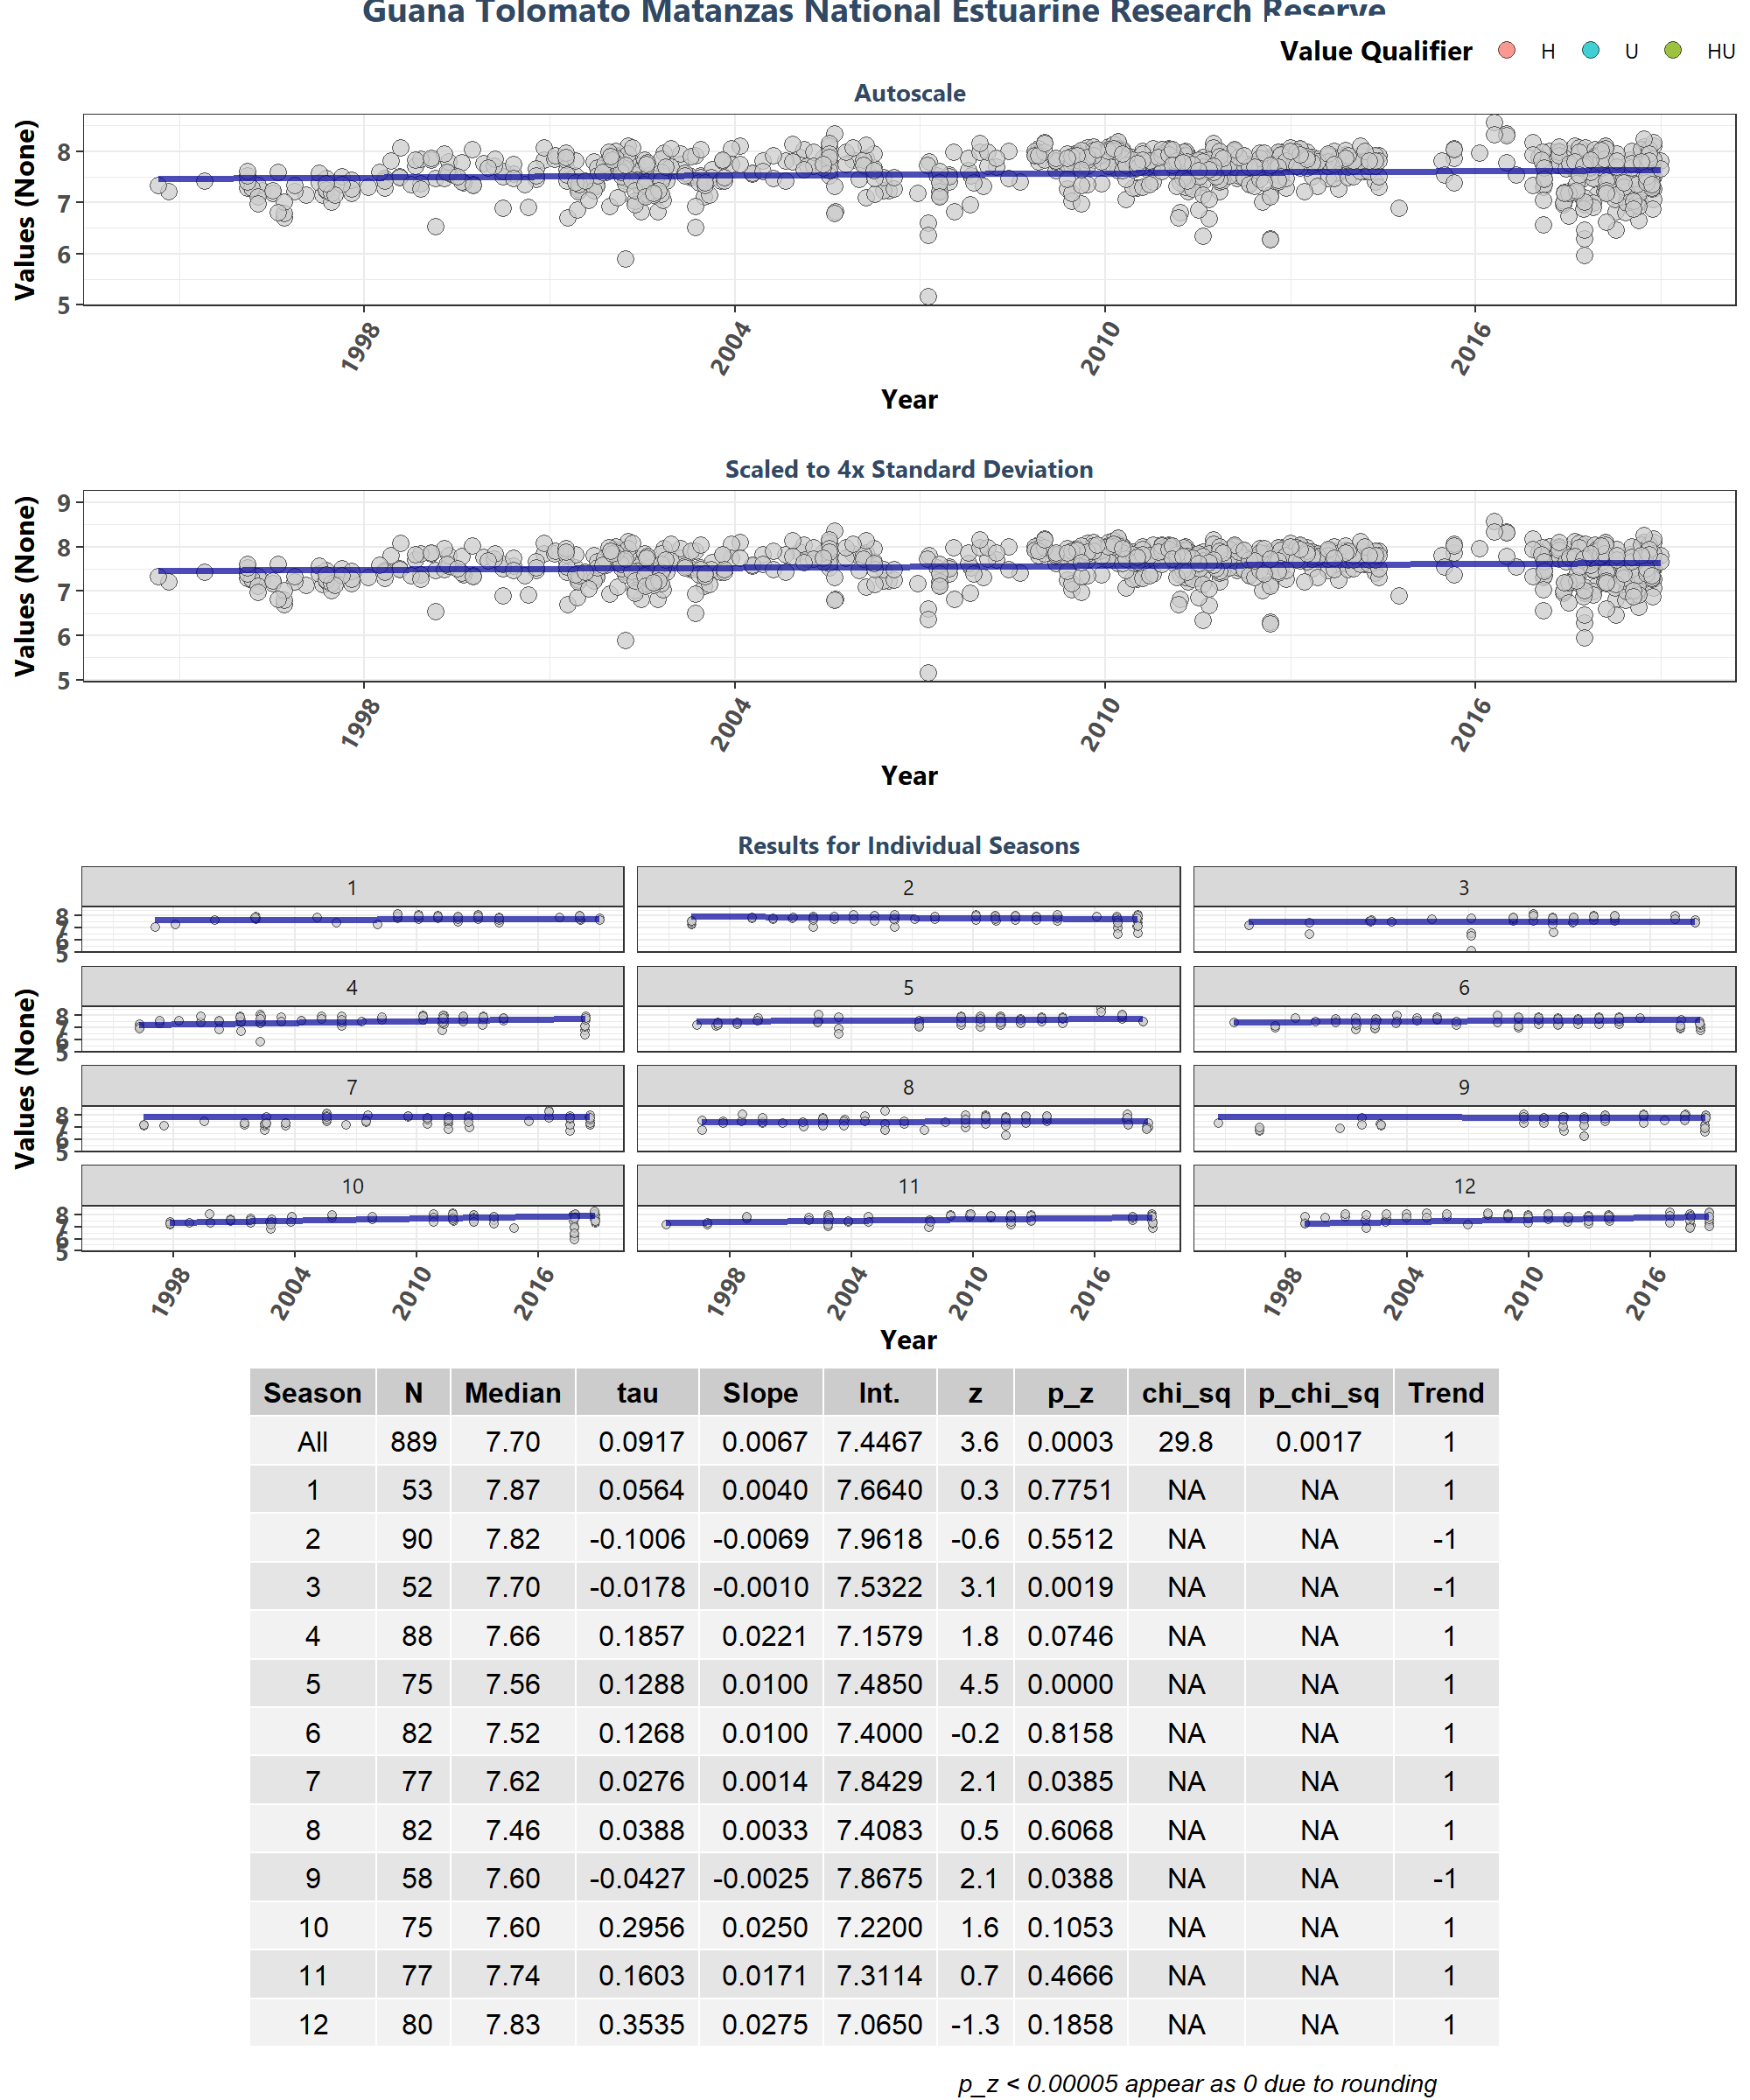 Guana Tolomato Matanzas National Estuarine Research Reserve
Value Qualifier H U HU
Autoscale
Values (None)
8
7
6
5
1998 2004 2010 2016
Year
Scaled to 4x Standard Deviation
Values (None)
9
8
7
6
5
1998 2004 2010 2016
Year
Results for Individual Seasons
Values (None)
1 2 3
8
7
6
5
4 5 6
8
7
6
5
7 8 9
8
7
6
5
10 11 12
8
7
6
5
1998 2004 2010 2016 1998 2004 2010 2016 1998 2004 2010 2016
Year
Season N Median tau Slope Int. z p_z chi_sq p_chi_sq Trend
All 889 7.70 0.0917 0.0067 7.4467 3.6 0.0003 29.8 0.0017 1
1 53 7.87 0.0564 0.0040 7.6640 0.3 0.7751 NA NA 1
2 90 7.82 -0.1006 -0.0069 7.9618 -0.6 0.5512 NA NA -1
3 52 7.70 -0.0178 -0.0010 7.5322 3.1 0.0019 NA NA -1
4 88 7.66 0.1857 0.0221 7.1579 1.8 0.0746 NA NA 1
5 75 7.56 0.1288 0.0100 7.4850 4.5 0.0000 NA NA 1
6 82 7.52 0.1268 0.0100 7.4000 -0.2 0.8158 NA NA 1
7 77 7.62 0.0276 0.0014 7.8429 2.1 0.0385 NA NA 1
8 82 7.46 0.0388 0.0033 7.4083 0.5 0.6068 NA NA 1
9 58 7.60 -0.0427 -0.0025 7.8675 2.1 0.0388 NA NA -1
10 75 7.60 0.2956 0.0250 7.2200 1.6 0.1053 NA NA 1
11 77 7.74 0.1603 0.0171 7.3114 0.7 0.4666 NA NA 1
12 80 7.83 0.3535 0.0275 7.0650 -1.3 0.1858 NA NA 1
p_z < 0.00005 appear as 0 due to rounding